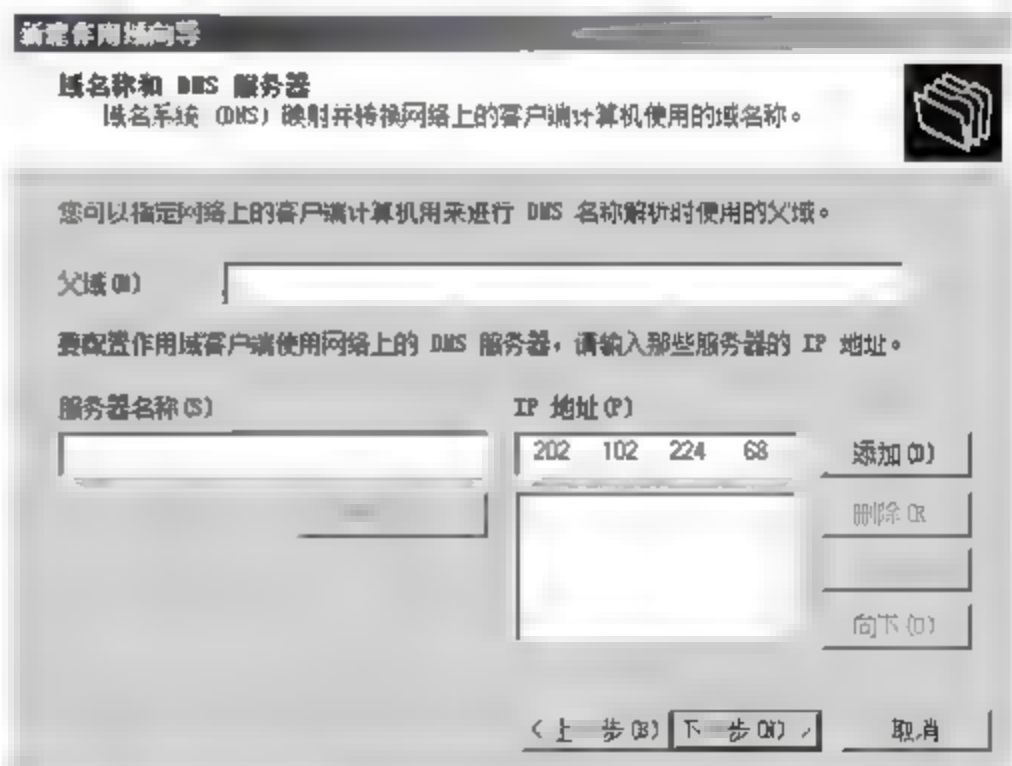 新建作用域向导
域名称和 DNS 服务器
域名系统 (DNS) 映射并转换网络上的客户端计算机使用的域名称。
您可以指定网络上的客户端计算机用来进行 DNS 名称解析时使用的父域。
父域(M)
要配置作用域客户端使用网络上的 DNS 服务器，请输入那些服务器的 IP 地址。
服务器名称(S) IP 地址(P)
202 102 224 68 添加(D)
删除(R
向下(O)
< 上一步(B) 下一步(N) > 取消